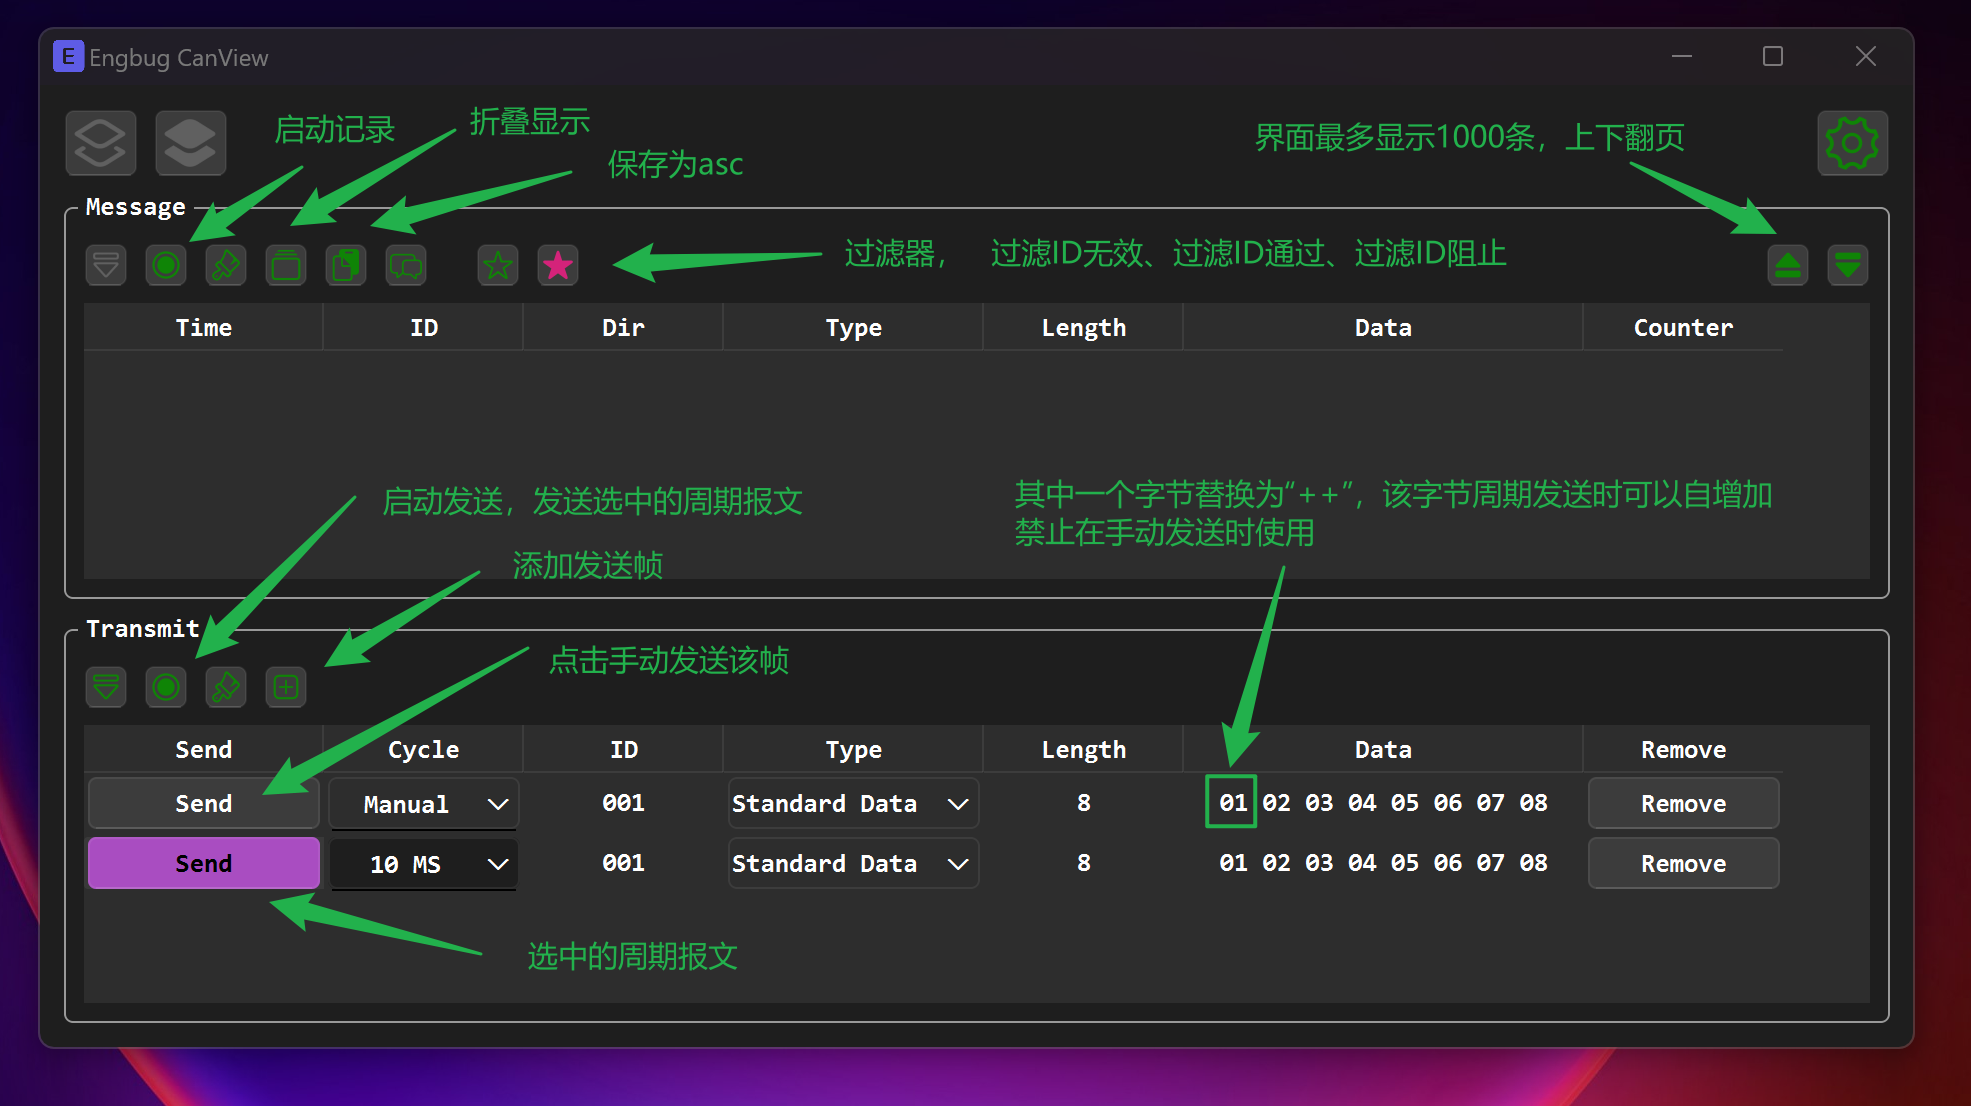 E Engbug CanView
启动记录
折叠显示
保存为asc
界面最多显示1000条，上下翻页
Message
过滤器， 过滤ID无效、过滤ID通过、过滤ID阻止
Time ID Dir Type Length Data Counter
启动发送，发送选中的周期报文
添加发送帧
其中一个字节替换为“++”，该字节周期发送时可以自增加
禁止在手动发送时使用
Transmit
点击手动发送该帧
Send Cycle ID Type Length Data Remove
Send Manual 001 Standard Data 8 01 02 03 04 05 06 07 08 Remove
Send 10 MS 001 Standard Data 8 01 02 03 04 05 06 07 08 Remove
选中的周期报文